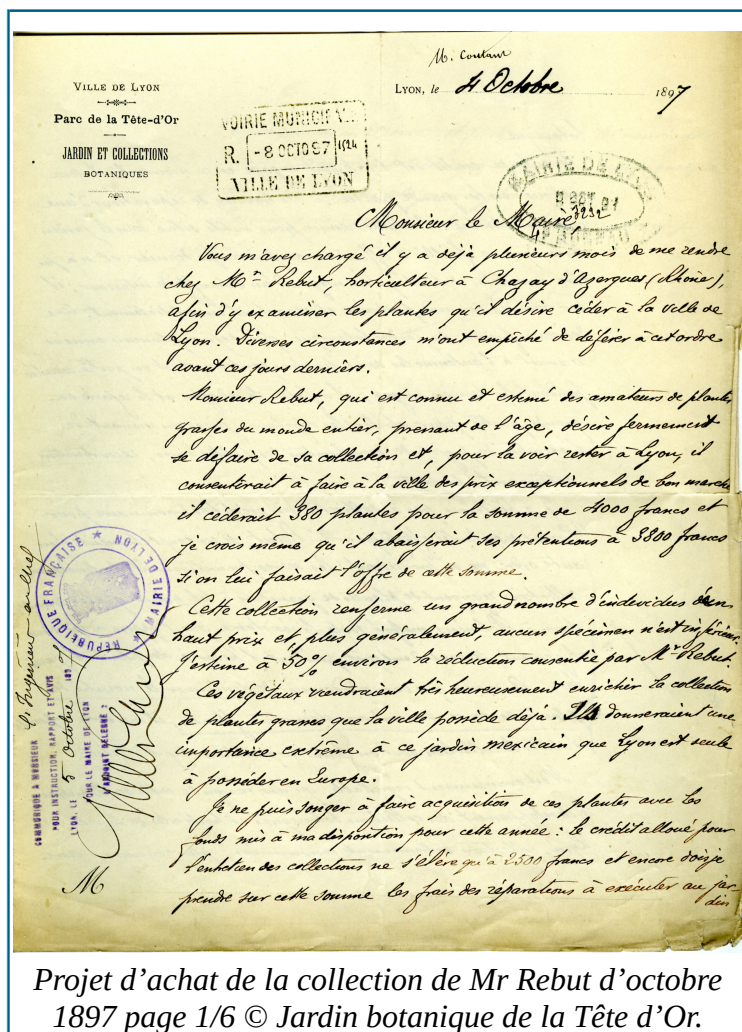 M. Coutant
VILLE DE LYON
Parc de la Tête-d'Or
JARDIN ET COLLECTIONS
BOTANIQUES
LYON, le 4 Octobre 1897
VOIRIE MUNICIP
R. -8 OCTO 97 1524
VILLE DE LYON
MAIRIE DE LYON
Monsieur le Maire
Vous m'avez chargé il y a déjà plusieurs mois de me rendre
chez Mr Rebut, horticulteur à Chazay d'Azergues (Rhône),
afin d'y examiner les plantes qu'il désire céder à la ville de
Lyon. Diverses circonstances m'ont empêché de déférer à cet ordre
avant ces jours derniers.
Monsieur Rebut, qui est connu et estimé des amateurs de plantes
grasses du monde entier, prenant de l'âge, désire fermement
se défaire de sa collection et, pour la voir rester à Lyon, il
consentirait à faire à la ville des prix exceptionnels de bon marché
il céderait 380 plantes pour la somme de 4000 francs et
je crois même qu'il abaisserait ses prétentions à 3800 francs
si on lui faisait l'offre de cette somme.
Cette collection renferme un grand nombre d'individus d'un
haut prix et plus généralement, aucun spécimen n'est inférieur.
J'estime à 50% environ la réduction consentie par Mr Rebut.
Ces végétaux viendraient très heureusement enrichir la collection
de plantes grasses que la ville possède déjà. Ils donneraient une
importance extrême à ce jardin mexicain que Lyon est seule
à posséder en Europe.
Je ne puis songer à faire acquisition de ces plantes avec les
fonds mis à ma disposition pour cette année : le crédit alloué pour
l'entretien des collections ne s'élève qu'à 2500 francs et encore dois je
prendre sur cette somme les frais des réparations à exécuter au jar
din
RÉPUBLIQUE FRANÇAISE * MAIRIE DE LYON *
COMMUNIQUÉ A MONSIEUR l'Ingénieur
POUR INSTRUCTION, RAPPORT ET AVIS
LYON, LE 5 octobre 1897
POUR LE MAIRE DE LYON
L'ADJOINT DÉLÉGUÉ :
M
Projet d'achat de la collection de Mr Rebut d'octobre
1897 page 1/6 © Jardin botanique de la Tête d'Or.